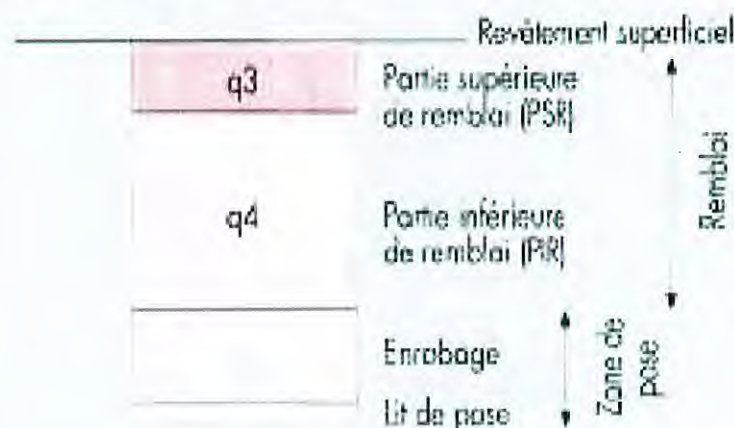 Revêtement superficiel
q3
Partie supérieure
de remblai (PSR)
q4
Partie inférieure
de remblai (PIR)
Remblai
Enrobage
Lit de pose
Zone de
pose